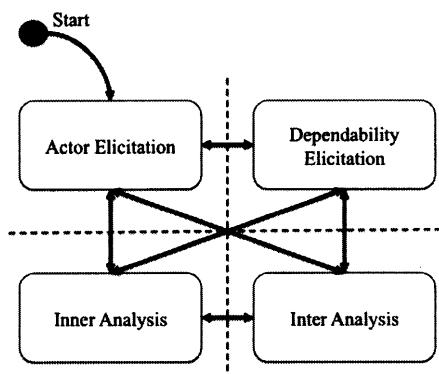 Start
Actor Elicitation
Dependability
Elicitation
Inner Analysis
Inter Analysis